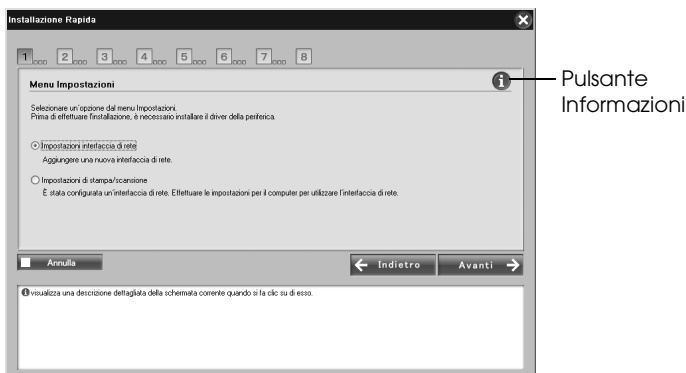 Installazione Rapida
1 2 3 4 5 6 7 8
Menu Impostazioni
Pulsante
Informazioni
Selezionare un'opzione dal menu Impostazioni.
Prima di effettuare l'installazione, è necessario installare il driver della periferica.
Impostazioni interfaccia di rete
Aggiungere una nuova interfaccia di rete.
Impostazioni di stampa/scansione
È stata configurata un'interfaccia di rete. Effettuare le impostazioni per il computer per utilizzare l'interfaccia di rete.
Annulla
Indietro
Avanti
visualizza una descrizione dettagliata della schermata corrente quando si fa clic su di esso.